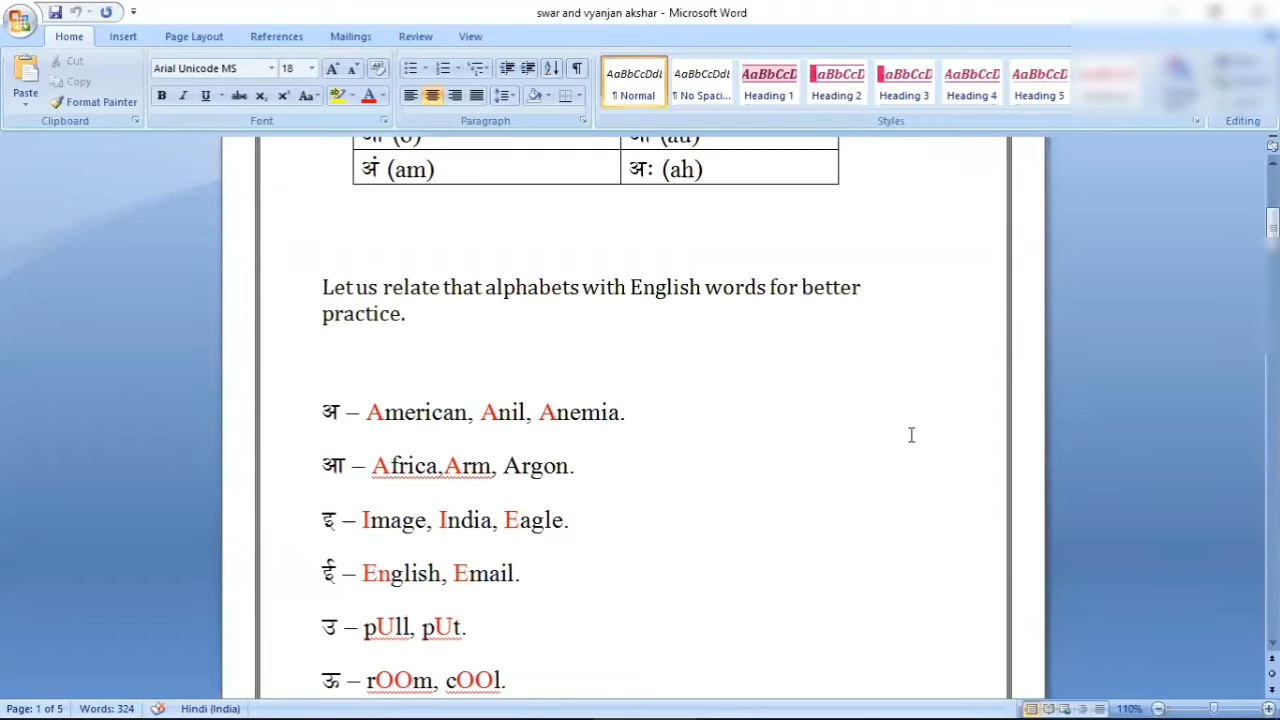 swar and vyanjan akshar - Microsoft Word
Home Insert Page Layout References Mailings Review View
Paste
Cut
Copy
Format Painter
Clipboard
Arial Unicode MS 18
Font
Paragraph
AaBbCcDdI AaBbCcDdI AaBbCcD AaBbCcD AaBbCcD AaBbCcD AaBbCcD
¶ Normal ¶ No Spaci... Heading 1 Heading 2 Heading 3 Heading 4 Heading 5
Styles
Editing
अं (am) अः (ah)
Let us relate that alphabets with English words for better
practice.
अ – American, Anil, Anemia.
आ – Africa,Arm, Argon.
इ – Image, India, Eagle.
ई – English, Email.
उ – pUll, pUt.
ऊ – rOOm, cOOl.
Page: 1 of 5 Words: 324 Hindi (India) 110%